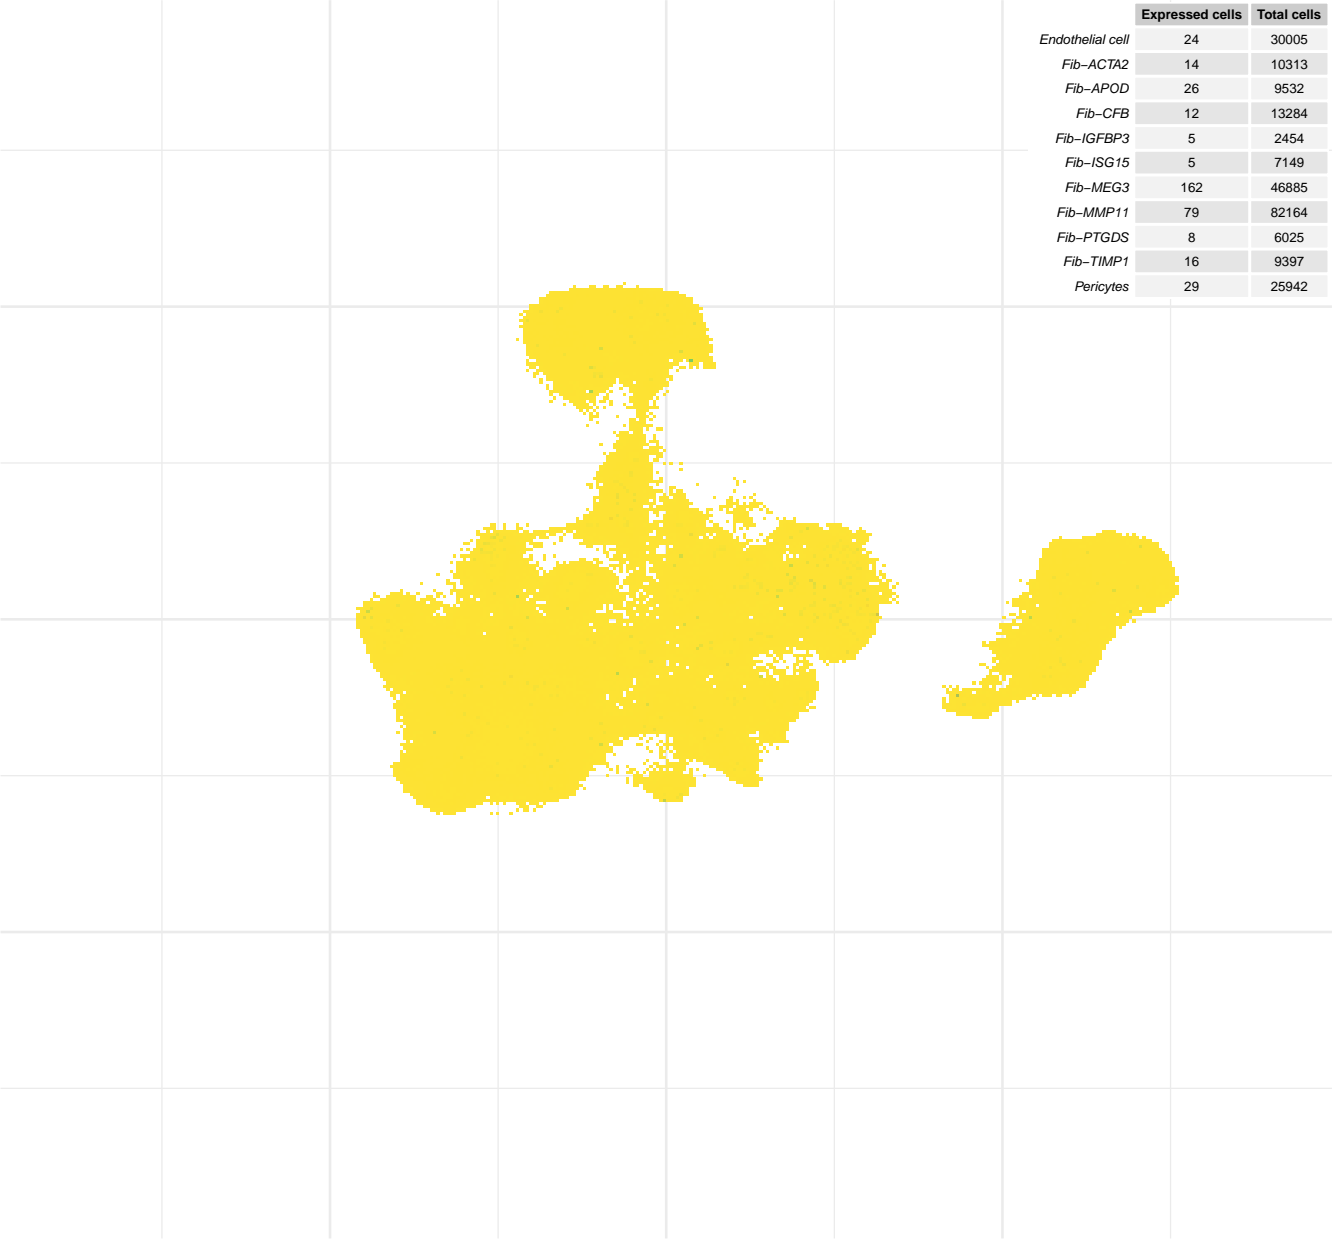 Expressed cells Total cells
Endothelial cell 24 30005
Fib−ACTA2 14 10313
Fib−APOD 26 9532
Fib−CFB 12 13284
Fib−IGFBP3 5 2454
Fib−ISG15 5 7149
Fib−MEG3 162 46885
Fib−MMP11 79 82164
Fib−PTGDS 8 6025
Fib−TIMP1 16 9397
Pericytes 29 25942